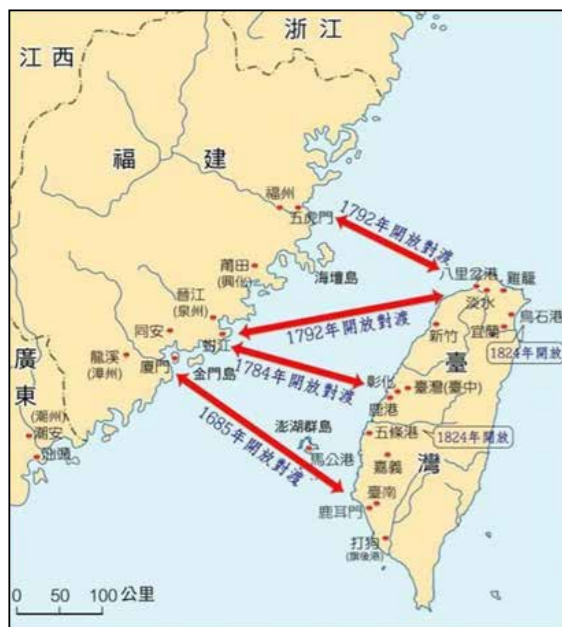 浙江
江西
福建
福州
五虎門
1792年開放對渡
八里岔港
雞籠
淡水
海壇島
莆田
(興化)
晉江
(泉州)
烏石港
宜蘭
1824年開放
新竹
1792年開放對渡
同安
蚶江
龍溪
(漳州)
廈門
金門島
1784年開放對渡
彰化
臺灣(臺中)
鹿港
廣東
(潮州)
潮安
汕頭
1685年開放對渡
澎湖群島
馬公港
五條港
1824年開放
嘉義
臺灣
臺南
鹿耳門
打狗
(旗後港)
0 50 100 公里